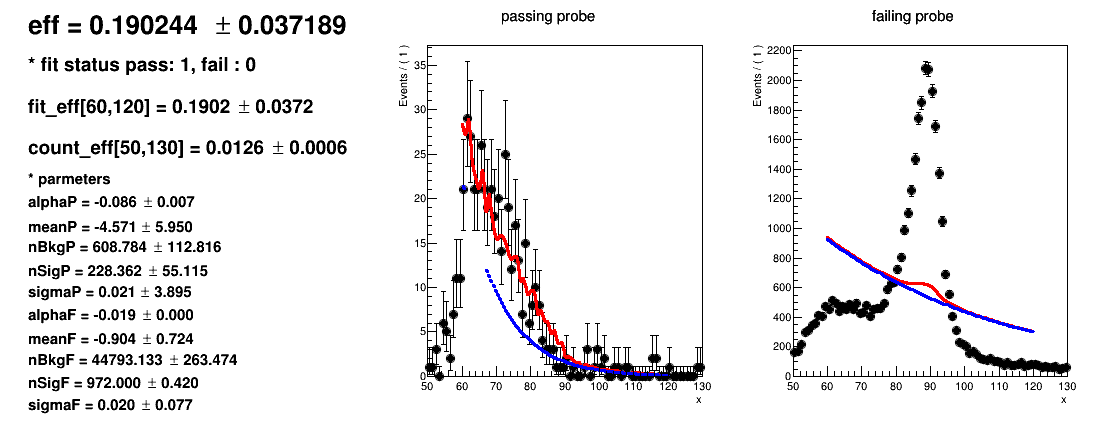 eff = 0.190244 ± 0.037189
* fit status pass: 1, fail : 0
fit_eff[60,120] = 0.1902 ± 0.0372
count_eff[50,130] = 0.0126 ± 0.0006
* parmeters
alphaP = -0.086 ± 0.007
meanP = -4.571 ± 5.950
nBkgP = 608.784 ± 112.816
nSigP = 228.362 ± 55.115
sigmaP = 0.021 ± 3.895
alphaF = -0.019 ± 0.000
meanF = -0.904 ± 0.724
nBkgF = 44793.133 ± 263.474
nSigF = 972.000 ± 0.420
sigmaF = 0.020 ± 0.077
passing probe
Events / ( 1 )
35
30
25
20
15
10
5
0
50 60 70 80 90 100 110 120 130
x
failing probe
Events / ( 1 )
2200
2000
1800
1600
1400
1200
1000
800
600
400
200
0
50 60 70 80 90 100 110 120 130
x